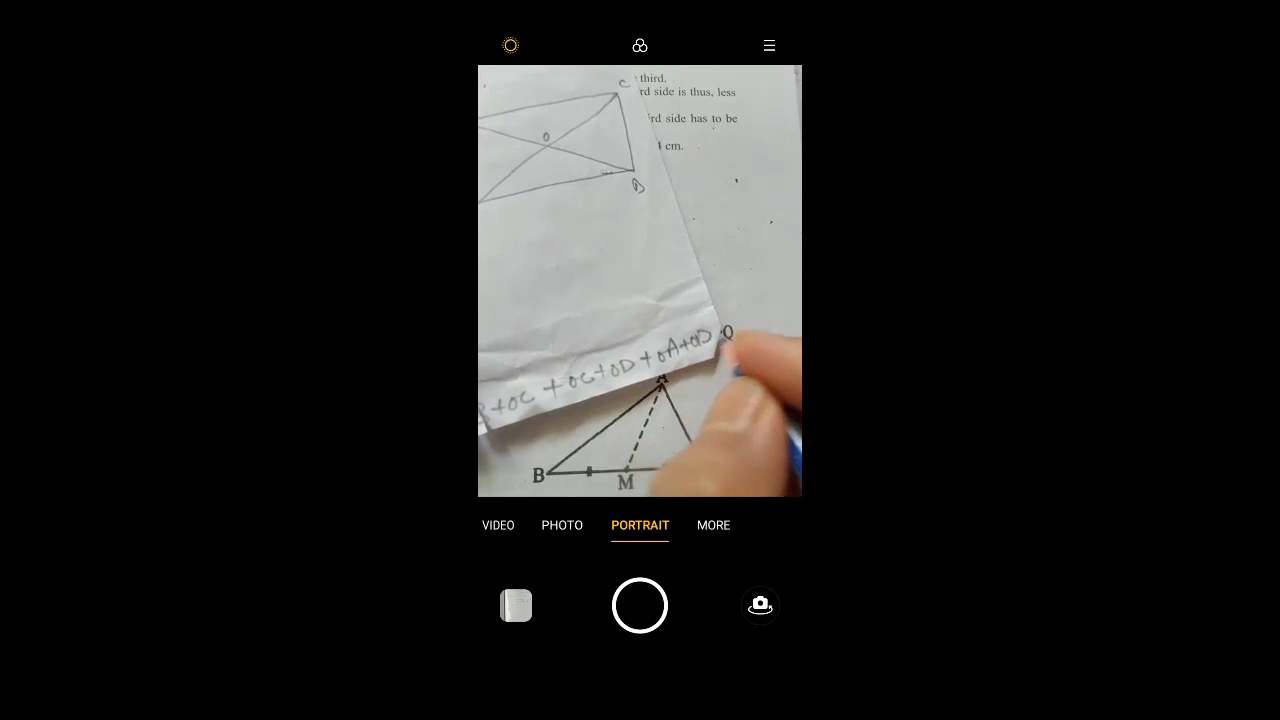 C
third.
rd side is thus, less
O
ird side has to be
cm.
D
+OC + OC+OD + OA+OD
A
B
M
VIDEO PHOTO PORTRAIT MORE